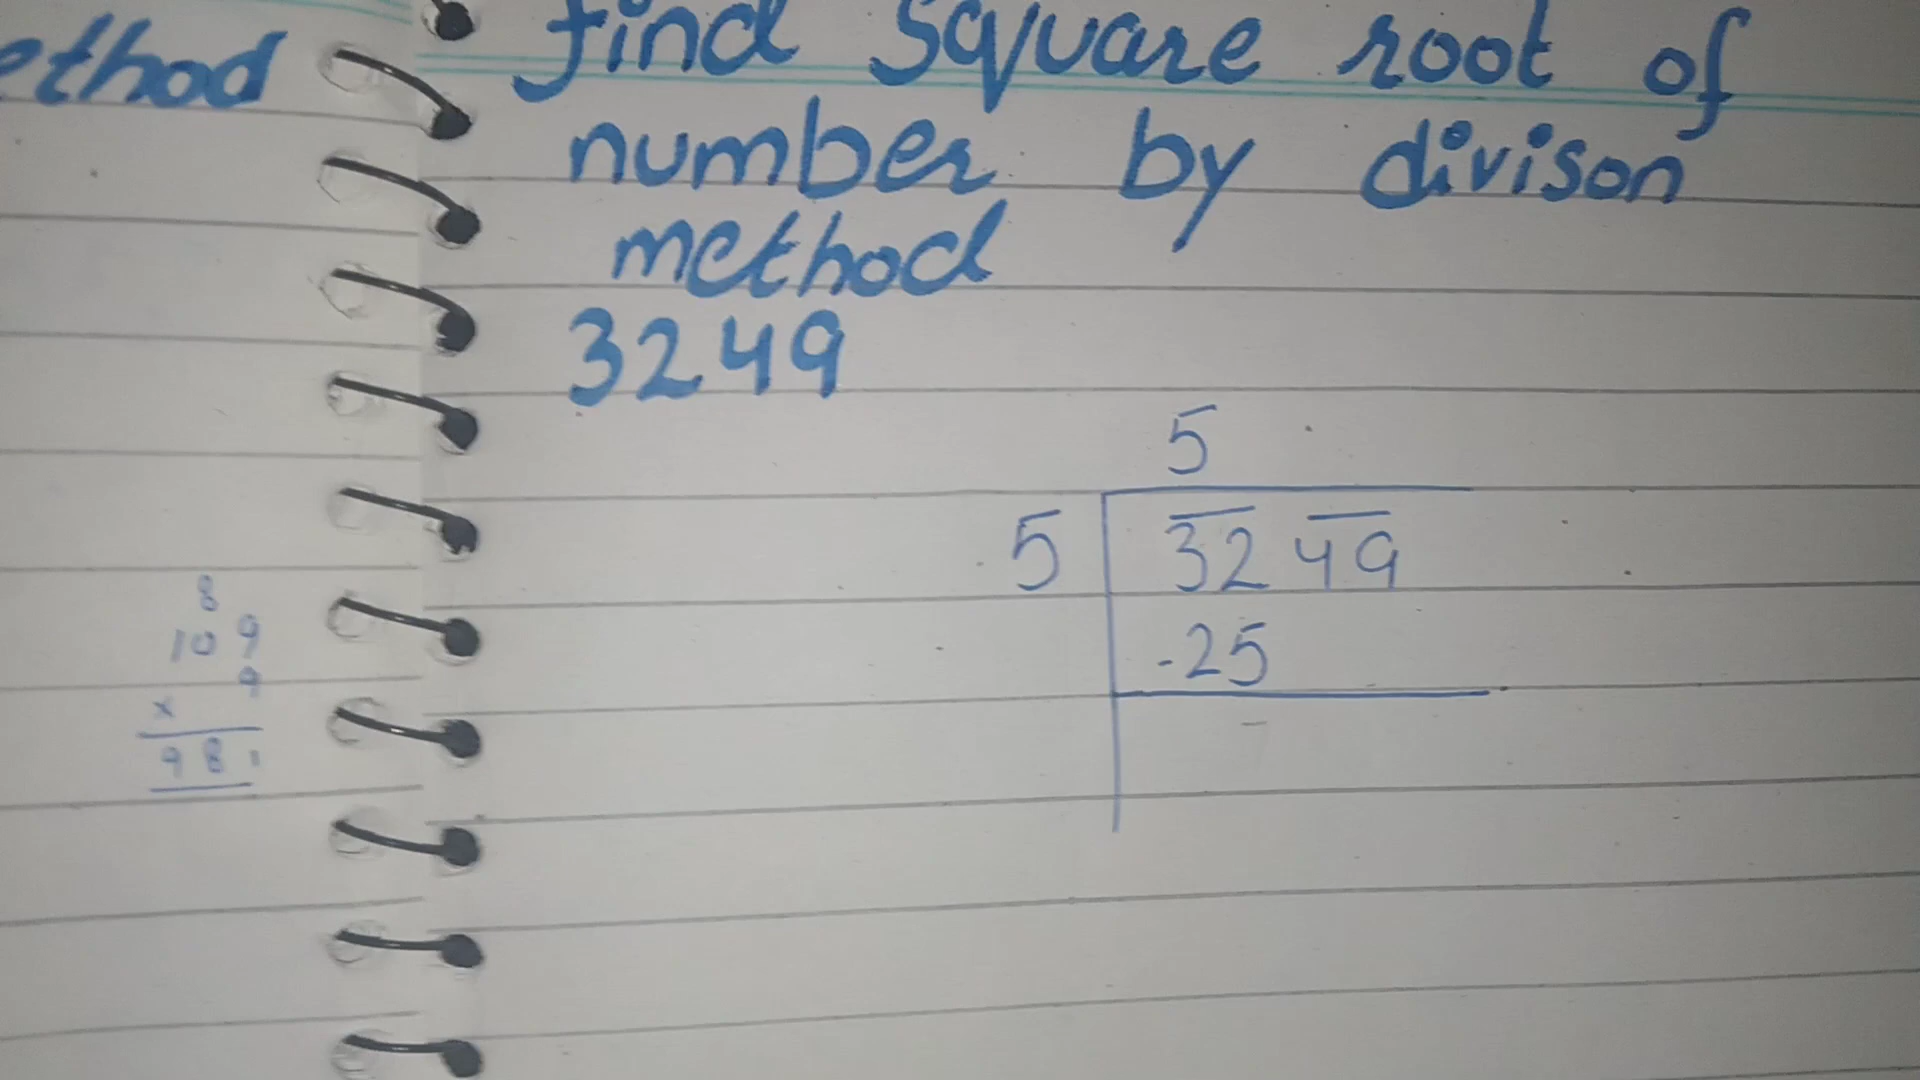 ethod
8
10 9
9
x
981
find square root of
number by divison
method
3249
5
5 32 49
-25